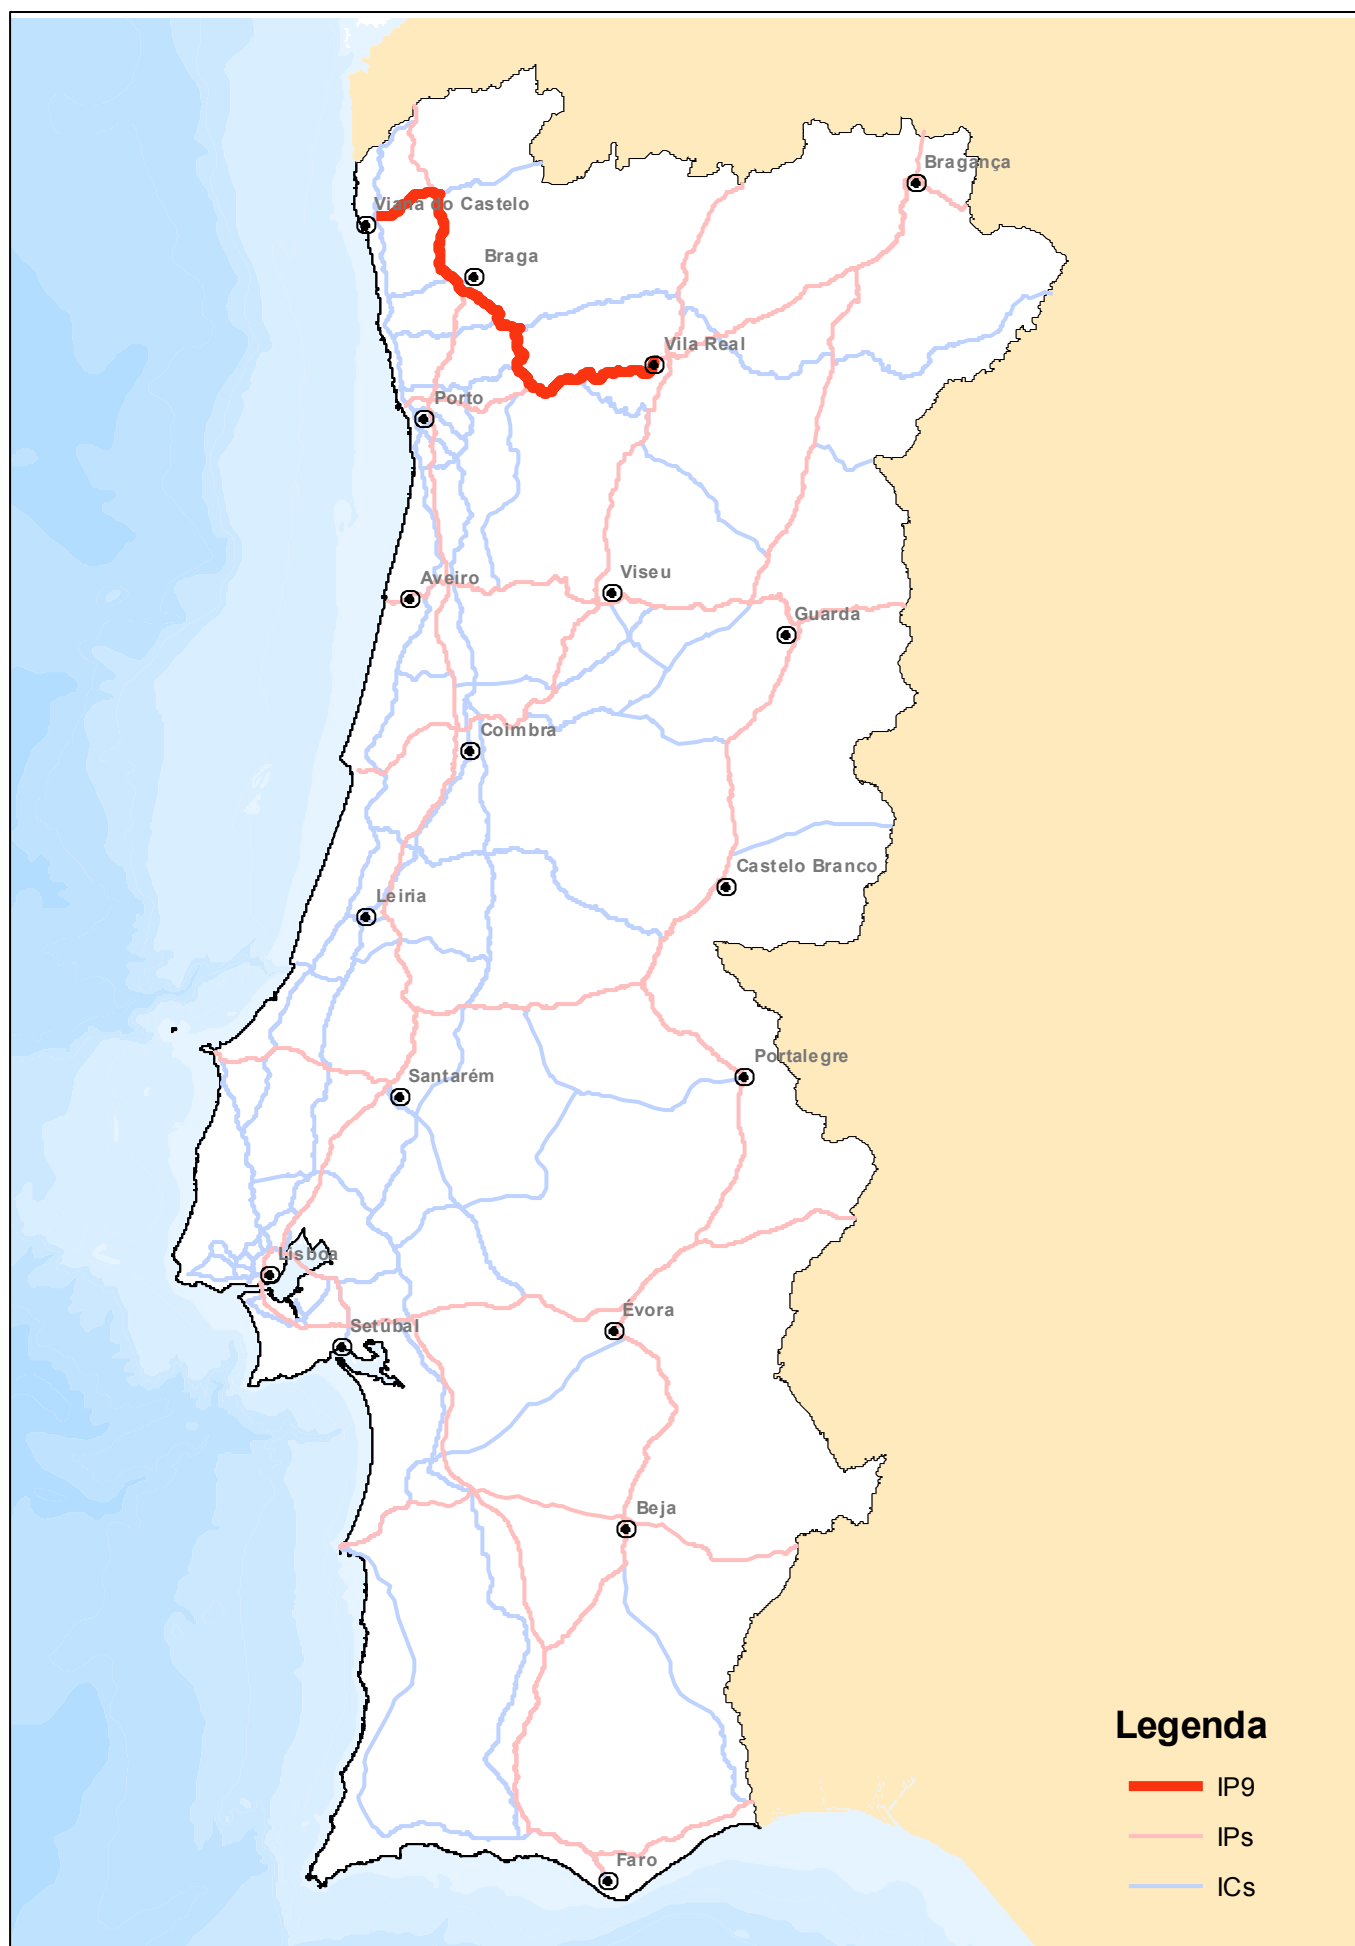 Bragança
Viana do Castelo
Braga
Vila Real
Porto
Aveiro
Viseu
Guarda
Coimbra
Castelo Branco
Leiria
Portalegre
Santarém
Lisboa
Évora
Setúbal
Beja
Faro
Legenda
IP9
IPs
ICs